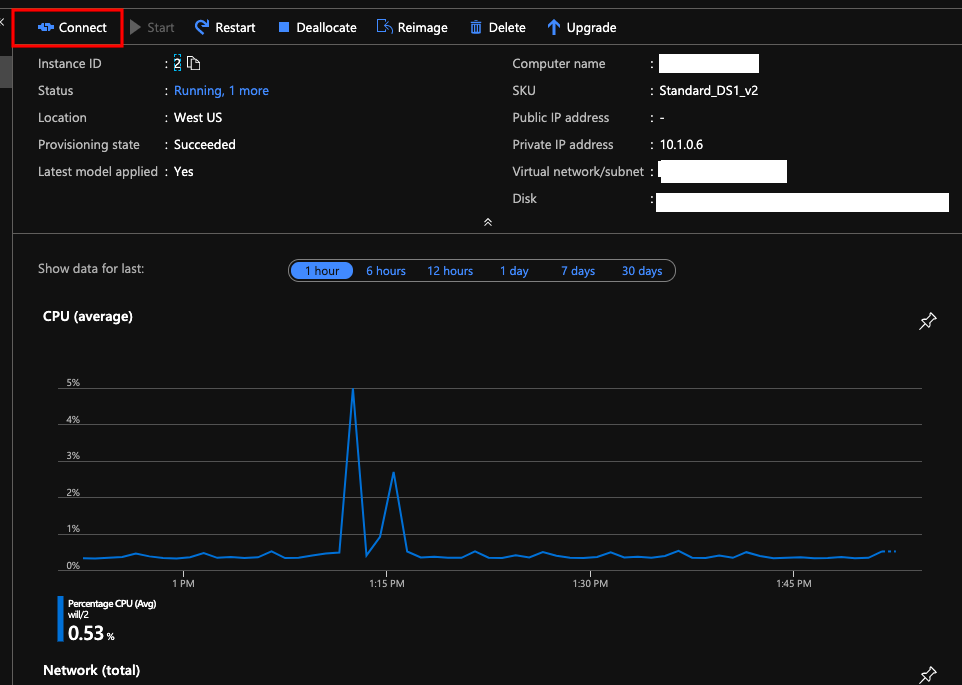 Connect Start Restart Deallocate Reimage Delete Upgrade
Instance ID : 2
Computer name :
Status : Running, 1 more
SKU : Standard_DS1_v2
Location : West US
Public IP address : -
Provisioning state : Succeeded
Private IP address : 10.1.0.6
Latest model applied : Yes
Virtual network/subnet :
Disk :
Show data for last:
1 hour 6 hours 12 hours 1 day 7 days 30 days
CPU (average)
5%
4%
3%
2%
1%
0%
1 PM 1:15 PM 1:30 PM 1:45 PM
Percentage CPU (Avg)
will/2
0.53 %
Network (total)